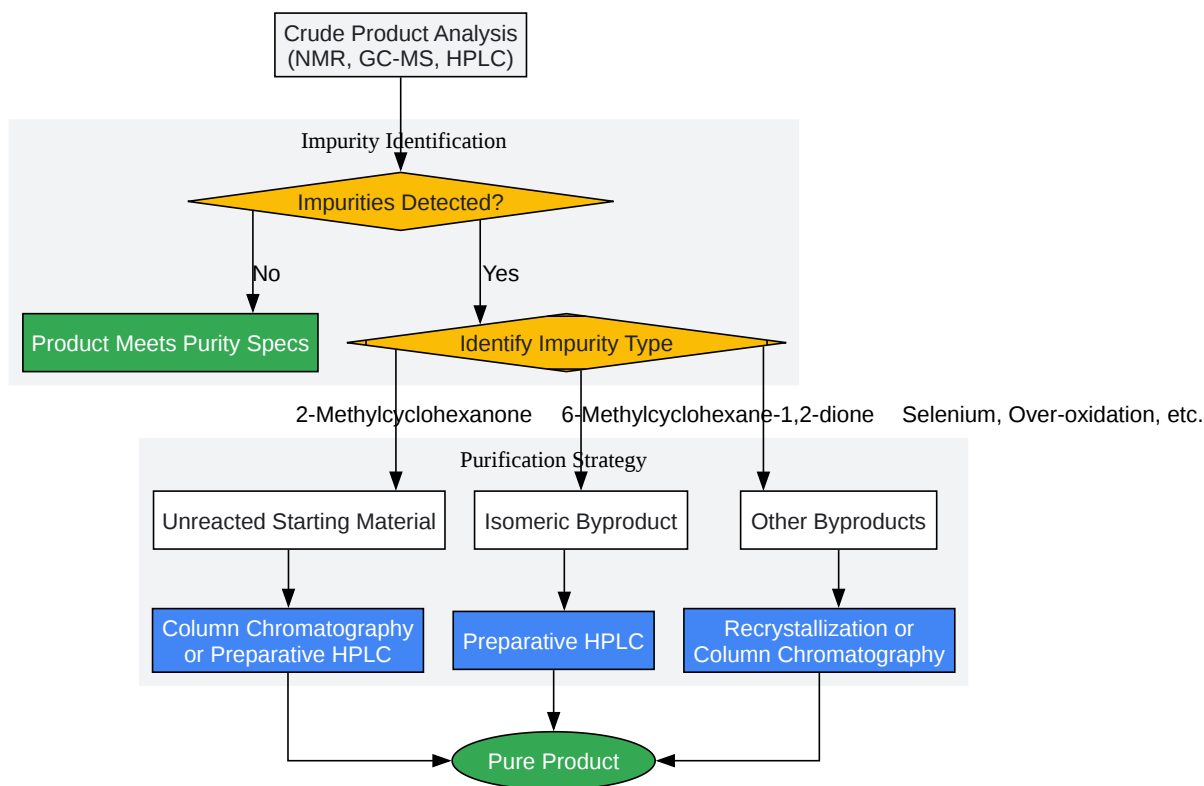 Crude Product Analysis
(NMR, GC-MS, HPLC)
Impurity Identification
Impurities Detected?
No
Yes
Product Meets Purity Specs
Identify Impurity Type
2-Methylcyclohexanone
6-Methylcyclohexane-1,2-dione
Selenium, Over-oxidation, etc.
Purification Strategy
Unreacted Starting Material
Isomeric Byproduct
Other Byproducts
Column Chromatography
or Preparative HPLC
Preparative HPLC
Recrystallization or
Column Chromatography
Pure Product